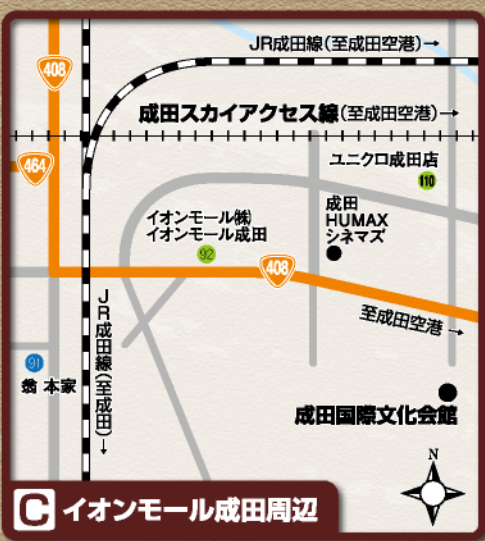 JR成田線(至成田空港)→
408
成田スカイアクセス線(至成田空港)→
464
ユニクロ成田店
110
成田
HUMAX
シネマズ
イオンモール㈱
イオンモール成田
92
408
至成田空港→
JR成田線(至成田)→
91
翁 本家
成田国際文化会館
N
C イオンモール成田周辺